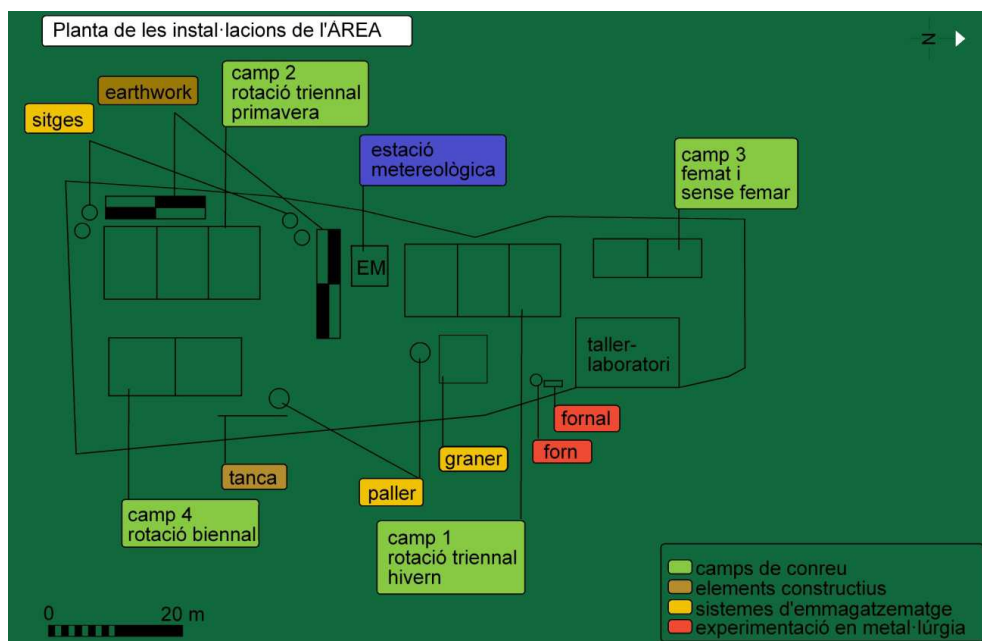 Planta de les instal·lacions de l'ÁREA
N
earthwork
camp 2
rotació triennal
primavera
sitges
estació
metereològica
camp 3
femat i
sense femar
EM
taller-
laboratori
fornal
forn
graner
tanca
paller
camp 4
rotació biennal
camp 1
rotació triennal
hivern
0 20 m
camps de conreu
elements constructius
sistemes d'emmagatzematge
experimentació en metal·lúrgia